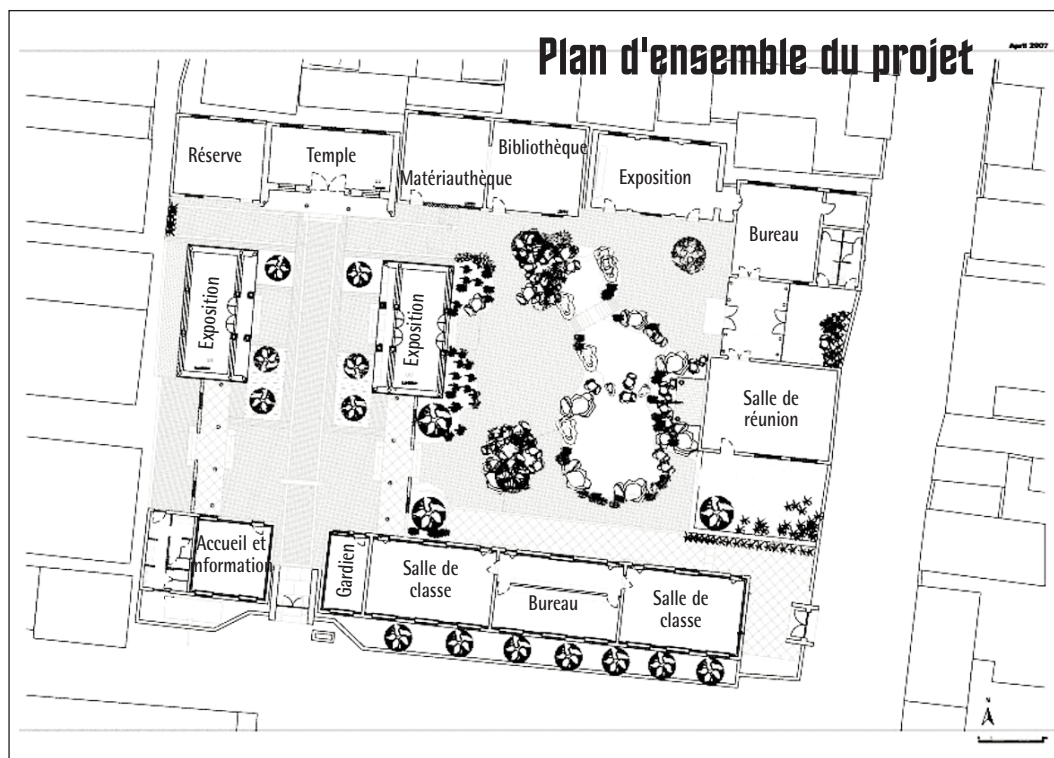 Plan d'ensemble du projet
April 2007
Réserve
Temple
Matériauthèque
Bibliothèque
Exposition
Bureau
Exposition
Exposition
Salle de
réunion
Accueil et
information
Gardien
Salle de
classe
Bureau
Salle de
classe
N